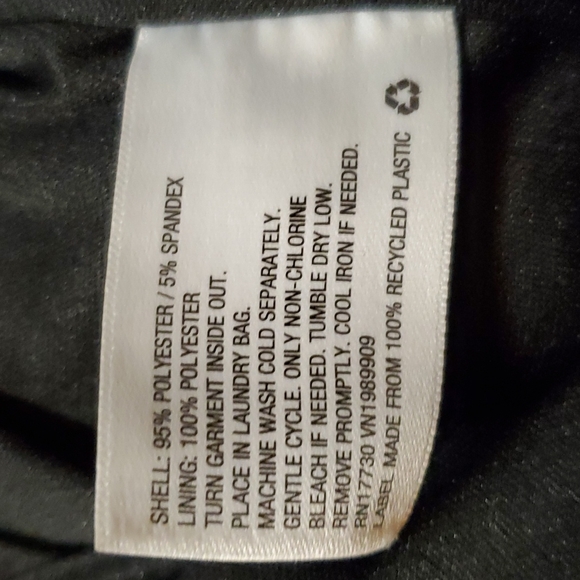 SHELL: 95% POLYESTER / 5% SPANDEX
LINING: 100% POLYESTER
TURN GARMENT INSIDE OUT.
PLACE IN LAUNDRY BAG.
MACHINE WASH COLD SEPARATELY.
GENTLE CYCLE. ONLY NON-CHLORINE
BLEACH IF NEEDED. TUMBLE DRY LOW.
REMOVE PROMPTLY. COOL IRON IF NEEDED.
RN17730 VN1989909
LABEL MADE FROM 100% RECYCLED PLASTIC